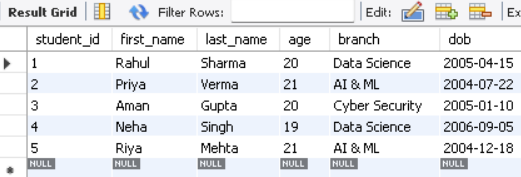 Result Grid Filter Rows: Edit: Ex
student_id first_name last_name age branch dob
1 Rahul Sharma 20 Data Science 2005-04-15
2 Priya Verma 21 AI & ML 2004-07-22
3 Aman Gupta 20 Cyber Security 2005-01-10
4 Neha Singh 19 Data Science 2006-09-05
5 Riya Mehta 21 AI & ML 2004-12-18
NULL NULL NULL NULL NULL NULL